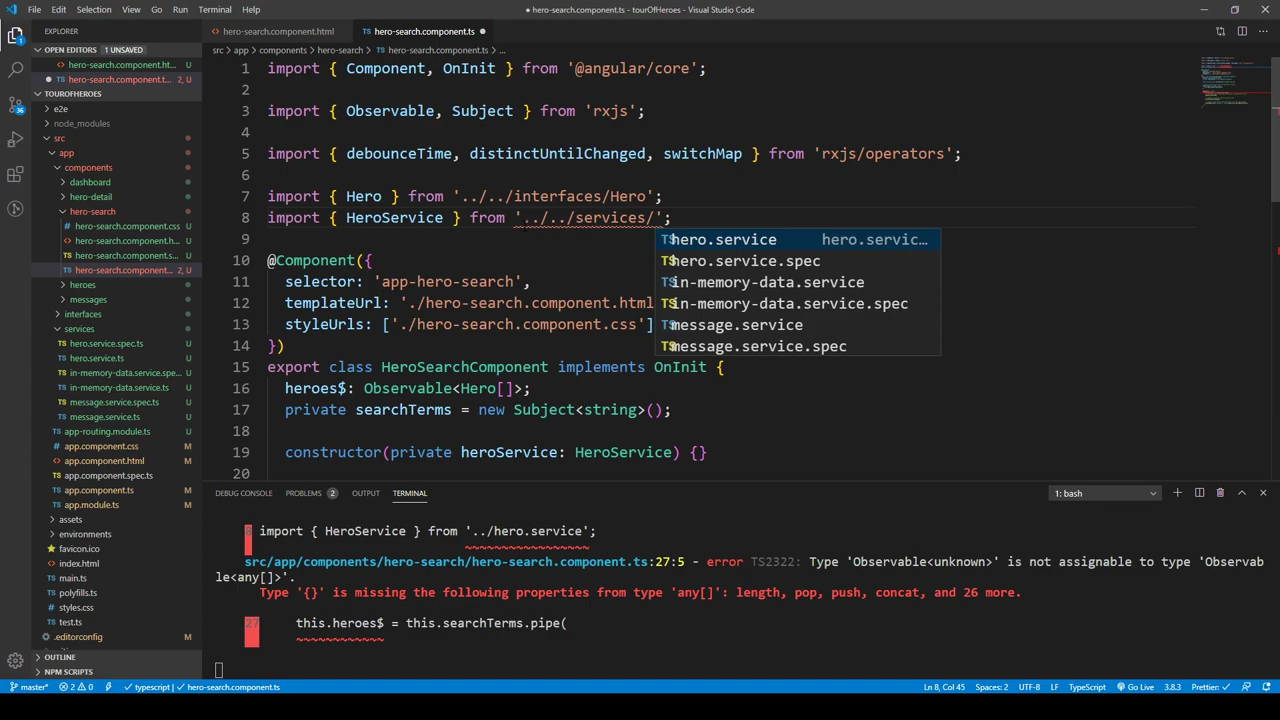 File Edit Selection View Go Run Terminal Help
● hero-search.component.ts - tourOfHeroes - Visual Studio Code
EXPLORER
OPEN EDITORS 1 UNSAVED
hero-search.component.ht...
hero-search.component.t... 2, U
TOUROFHEROES
e2e
node_modules
src
app
components
dashboard
hero-detail
hero-search
hero-search.component.css U
hero-search.component.h... U
hero-search.component.s... U
hero-search.component... 2, U
heroes
messages
interfaces
services
hero.service.spec.ts U
hero.service.ts U
in-memory-data.service.spe... U
in-memory-data.service.ts U
message.service.spec.ts U
message.service.ts U
app-routing.module.ts U
app.component.css M
app.component.html M
app.component.spec.ts
app.component.ts M
app.module.ts M
assets
environments
favicon.ico
index.html
main.ts
polyfills.ts
styles.css
test.ts
.editorconfig
OUTLINE
NPM SCRIPTS
1
36
hero-search.component.html
TS hero-search.component.ts ●
src > app > components > hero-search > TS hero-search.component.ts > ...
1 import { Component, OnInit } from '@angular/core';
2
3 import { Observable, Subject } from 'rxjs';
4
5 import { debounceTime, distinctUntilChanged, switchMap } from 'rxjs/operators';
6
7 import { Hero } from '../../interfaces/Hero';
8 import { HeroService } from '../../services/';
9
10 @Component({
11 selector: 'app-hero-search',
12 templateUrl: './hero-search.component.html
13 styleUrls: ['./hero-search.component.css']
14 })
15 export class HeroSearchComponent implements OnInit {
16 heroes$: Observable<Hero[]>;
17 private searchTerms = new Subject<string>();
18
19 constructor(private heroService: HeroService) {}
20
hero.service hero.servic...
hero.service.spec
in-memory-data.service
in-memory-data.service.spec
message.service
message.service.spec
DEBUG CONSOLE PROBLEMS 2 OUTPUT TERMINAL
1: bash
8 import { HeroService } from '../hero.service';
~~~~~~~~~~~~~~~~~
src/app/components/hero-search/hero-search.component.ts:27:5 - error TS2322: Type 'Observable<unknown>' is not assignable to type 'Observab
le<any[]>'.
Type '{}' is missing the following properties from type 'any[]': length, pop, push, concat, and 26 more.
27 this.heroes$ = this.searchTerms.pipe(
~~~~~~~~~~~~
master* 2 0 typescript | hero-search.component.ts
Ln 8, Col 45 Spaces: 2 UTF-8 LF TypeScript Go Live 3.8.3 Prettier: ✓